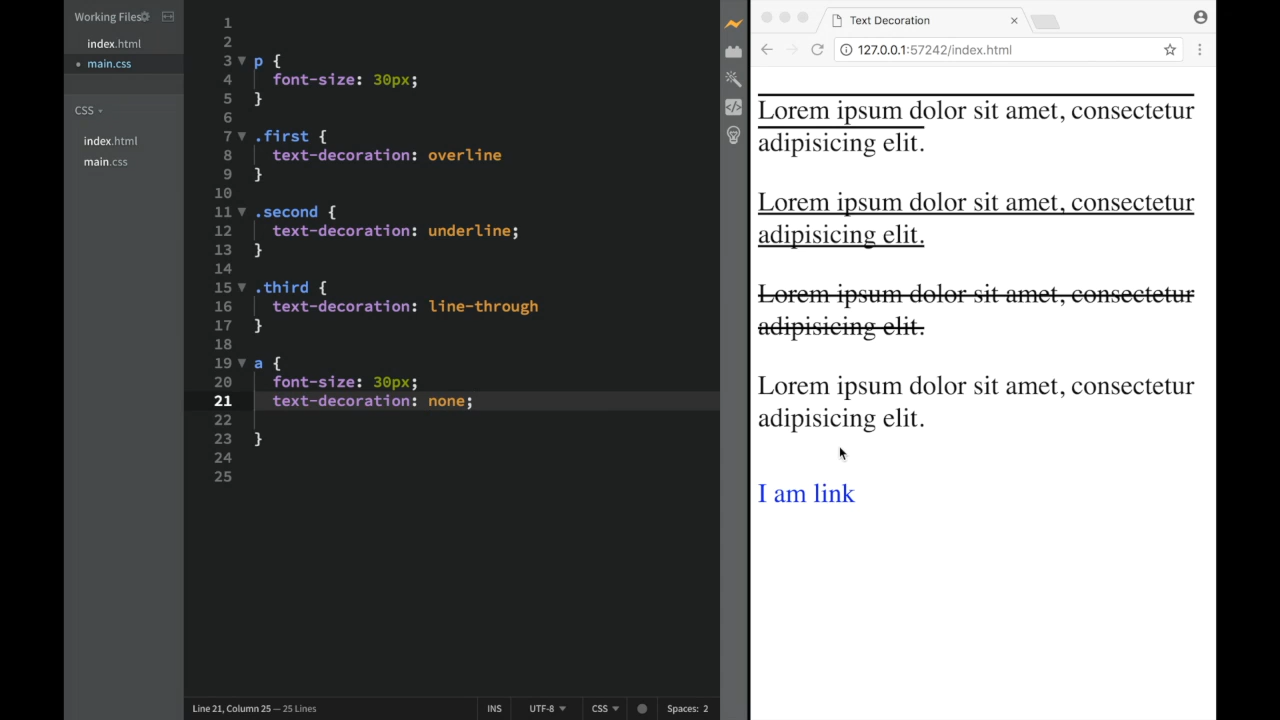 Working Files
index.html
main.css
CSS
index.html
main.css
1
2
3 p {
4 font-size: 30px;
5 }
6
7 .first {
8 text-decoration: overline
9 }
10
11 .second {
12 text-decoration: underline;
13 }
14
15 .third {
16 text-decoration: line-through
17 }
18
19 a {
20 font-size: 30px;
21 text-decoration: none;
22
23 }
24
25
Line 21, Column 25 — 25 Lines
INS
UTF-8
CSS
Spaces: 2
Text Decoration
127.0.0.1:57242/index.html
Lorem ipsum dolor sit amet, consectetur
adipisicing elit.
Lorem ipsum dolor sit amet, consectetur
adipisicing elit.
Lorem ipsum dolor sit amet, consectetur
adipisicing elit.
Lorem ipsum dolor sit amet, consectetur
adipisicing elit.
I am link